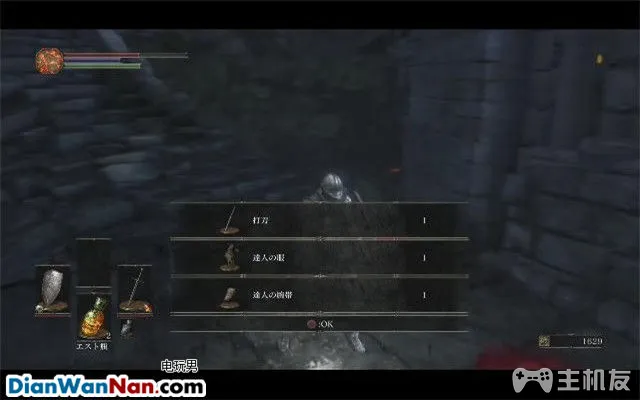 打刀 1
達人の服 1
達人の腕帯 1
:OK
2
エスト瓶
1629
电玩男
DianWanNan.com
主机友